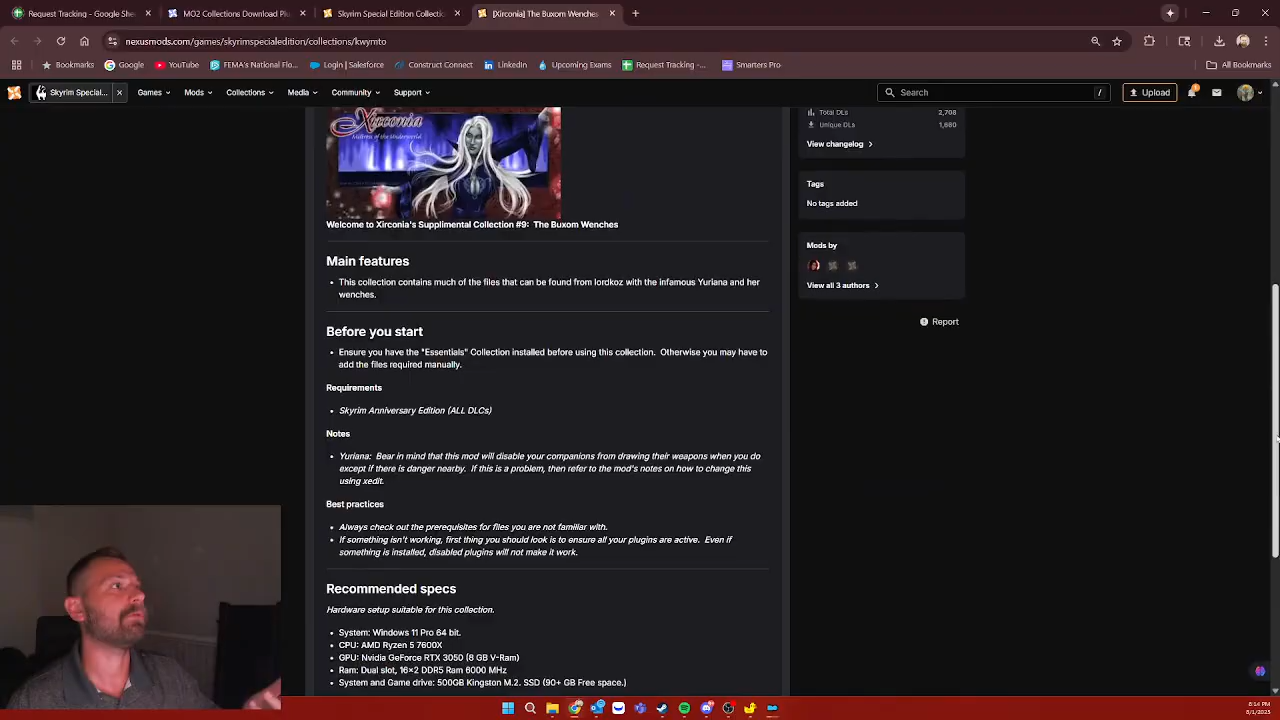 Google - Request Shee
MO2 Collections Download Pl
Skyrim Special Edition Collectio
[Xirconia] The Buxom Wenches
nexusmods.com/games/skyrimspecialedition/collections/kwymto
Bookmarks
Google
YouTube
FEMA's National Flo...
Login | Salesforce
Construct Connect
LinkedIn
Upcoming Exams
Request Tracking -...
Smarters Pro
All Bookmarks
Skyrim Special...
Games
Mods
Collections
Media
Community
Support
Search
/
Upload
Xirconia
Mistress of the Underworld
Welcome to Xirconia's Supplimental Collection #9: The Buxom Wenches
Main features
This collection contains much of the files that can be found from lordkoz with the infamous Yuriana and her
wenches.
Before you start
Ensure you have the "Essentials" Collection installed before using this collection. Otherwise you may have to
add the files required manually.
Requirements
Skyrim Anniversary Edition (ALL DLCs)
Notes
Yuriana: Bear in mind that this mod will disable your companions from drawing their weapons when you do
except if there is danger nearby. If this is a problem, then refer to the mod's notes on how to change this
using xedit.
Best practices
Always check out the prerequisites for files you are not familiar with.
If something isn't working, first thing you should look is to ensure all your plugins are active. Even if
something is installed, disabled plugins will not make it work.
Recommended specs
Hardware setup suitable for this collection.
System: Windows 11 Pro 64 bit.
CPU: AMD Ryzen 5 7600X
GPU: Nvidia GeForce RTX 3050 (8 GB V-Ram)
Ram: Dual slot, 16x2 DDR5 Ram 6000 MHz
System and Game drive: 500GB Kingston M.2. SSD (90+ GB Free space.)
Total DLs 2,708
Unique DLs 1,660
View changelog
Tags
No tags added
Mods by
View all 3 authors
Report
8:14 PM
8/1/2025